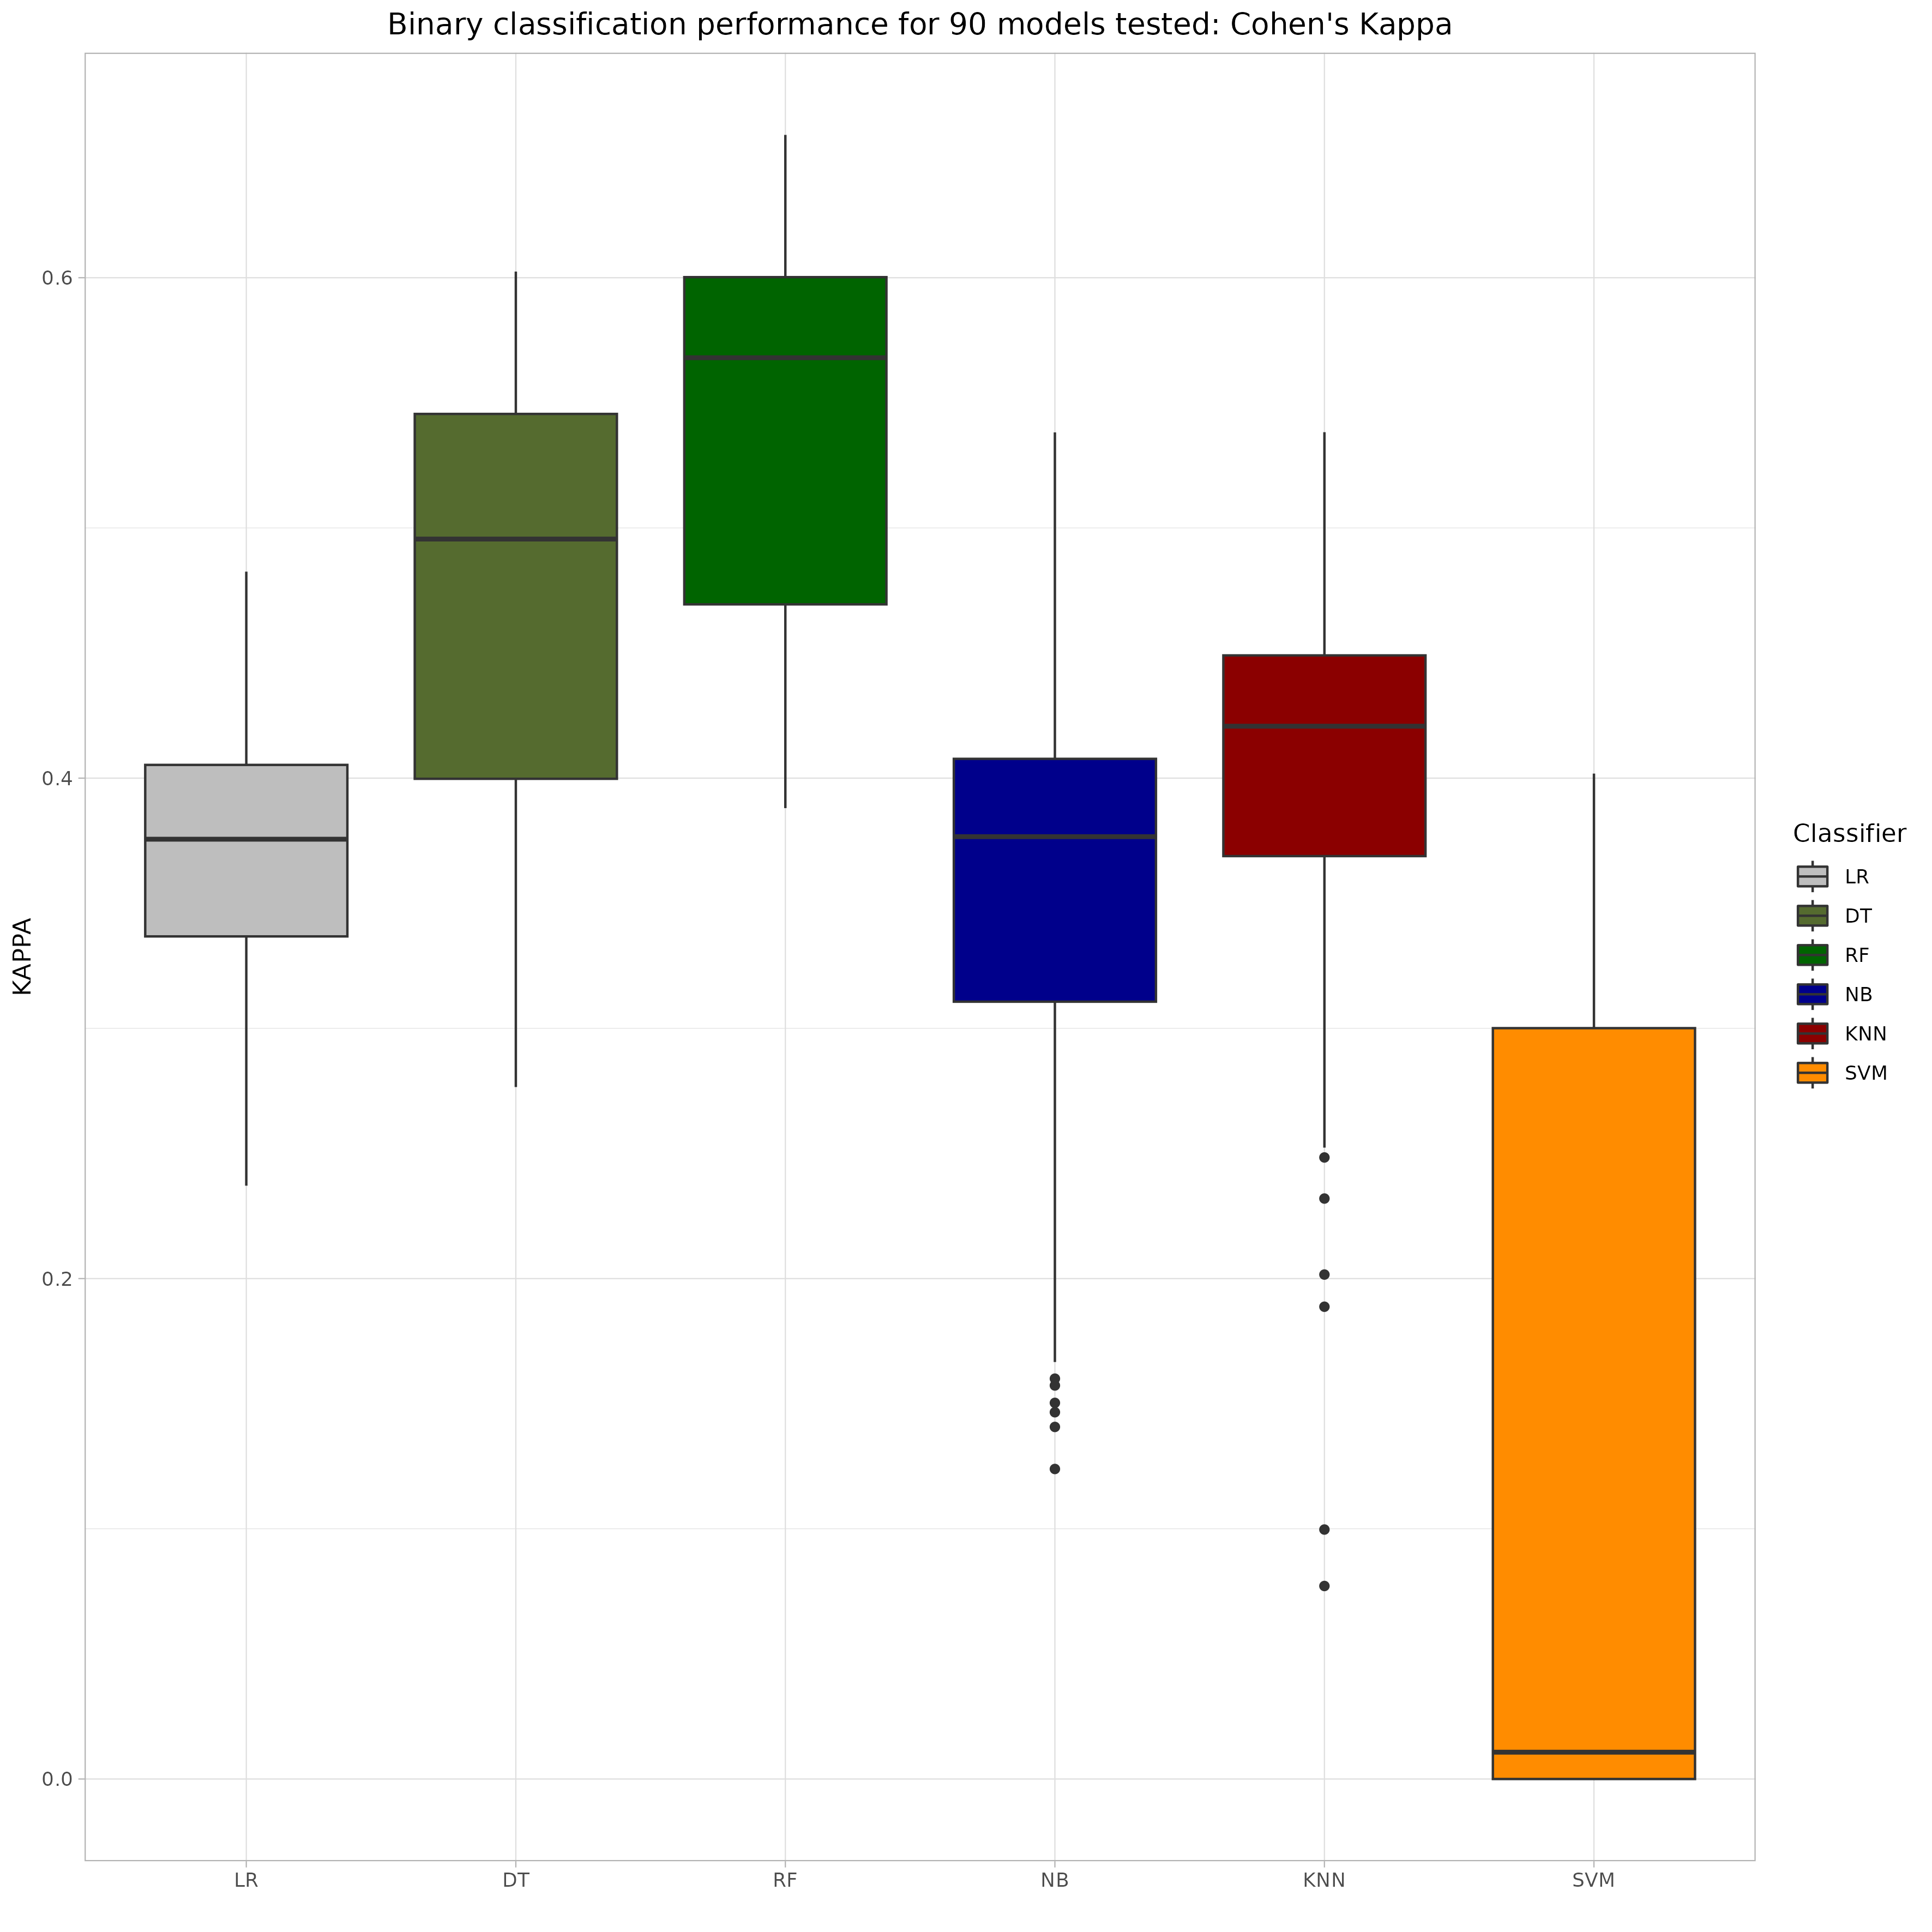 Binary classification performance for 90 models tested: Cohen's Kappa
KAPPA
0.6
0.4
0.2
0.0
LR DT RF NB KNN SVM
Classifier
LR
DT
RF
NB
KNN
SVM